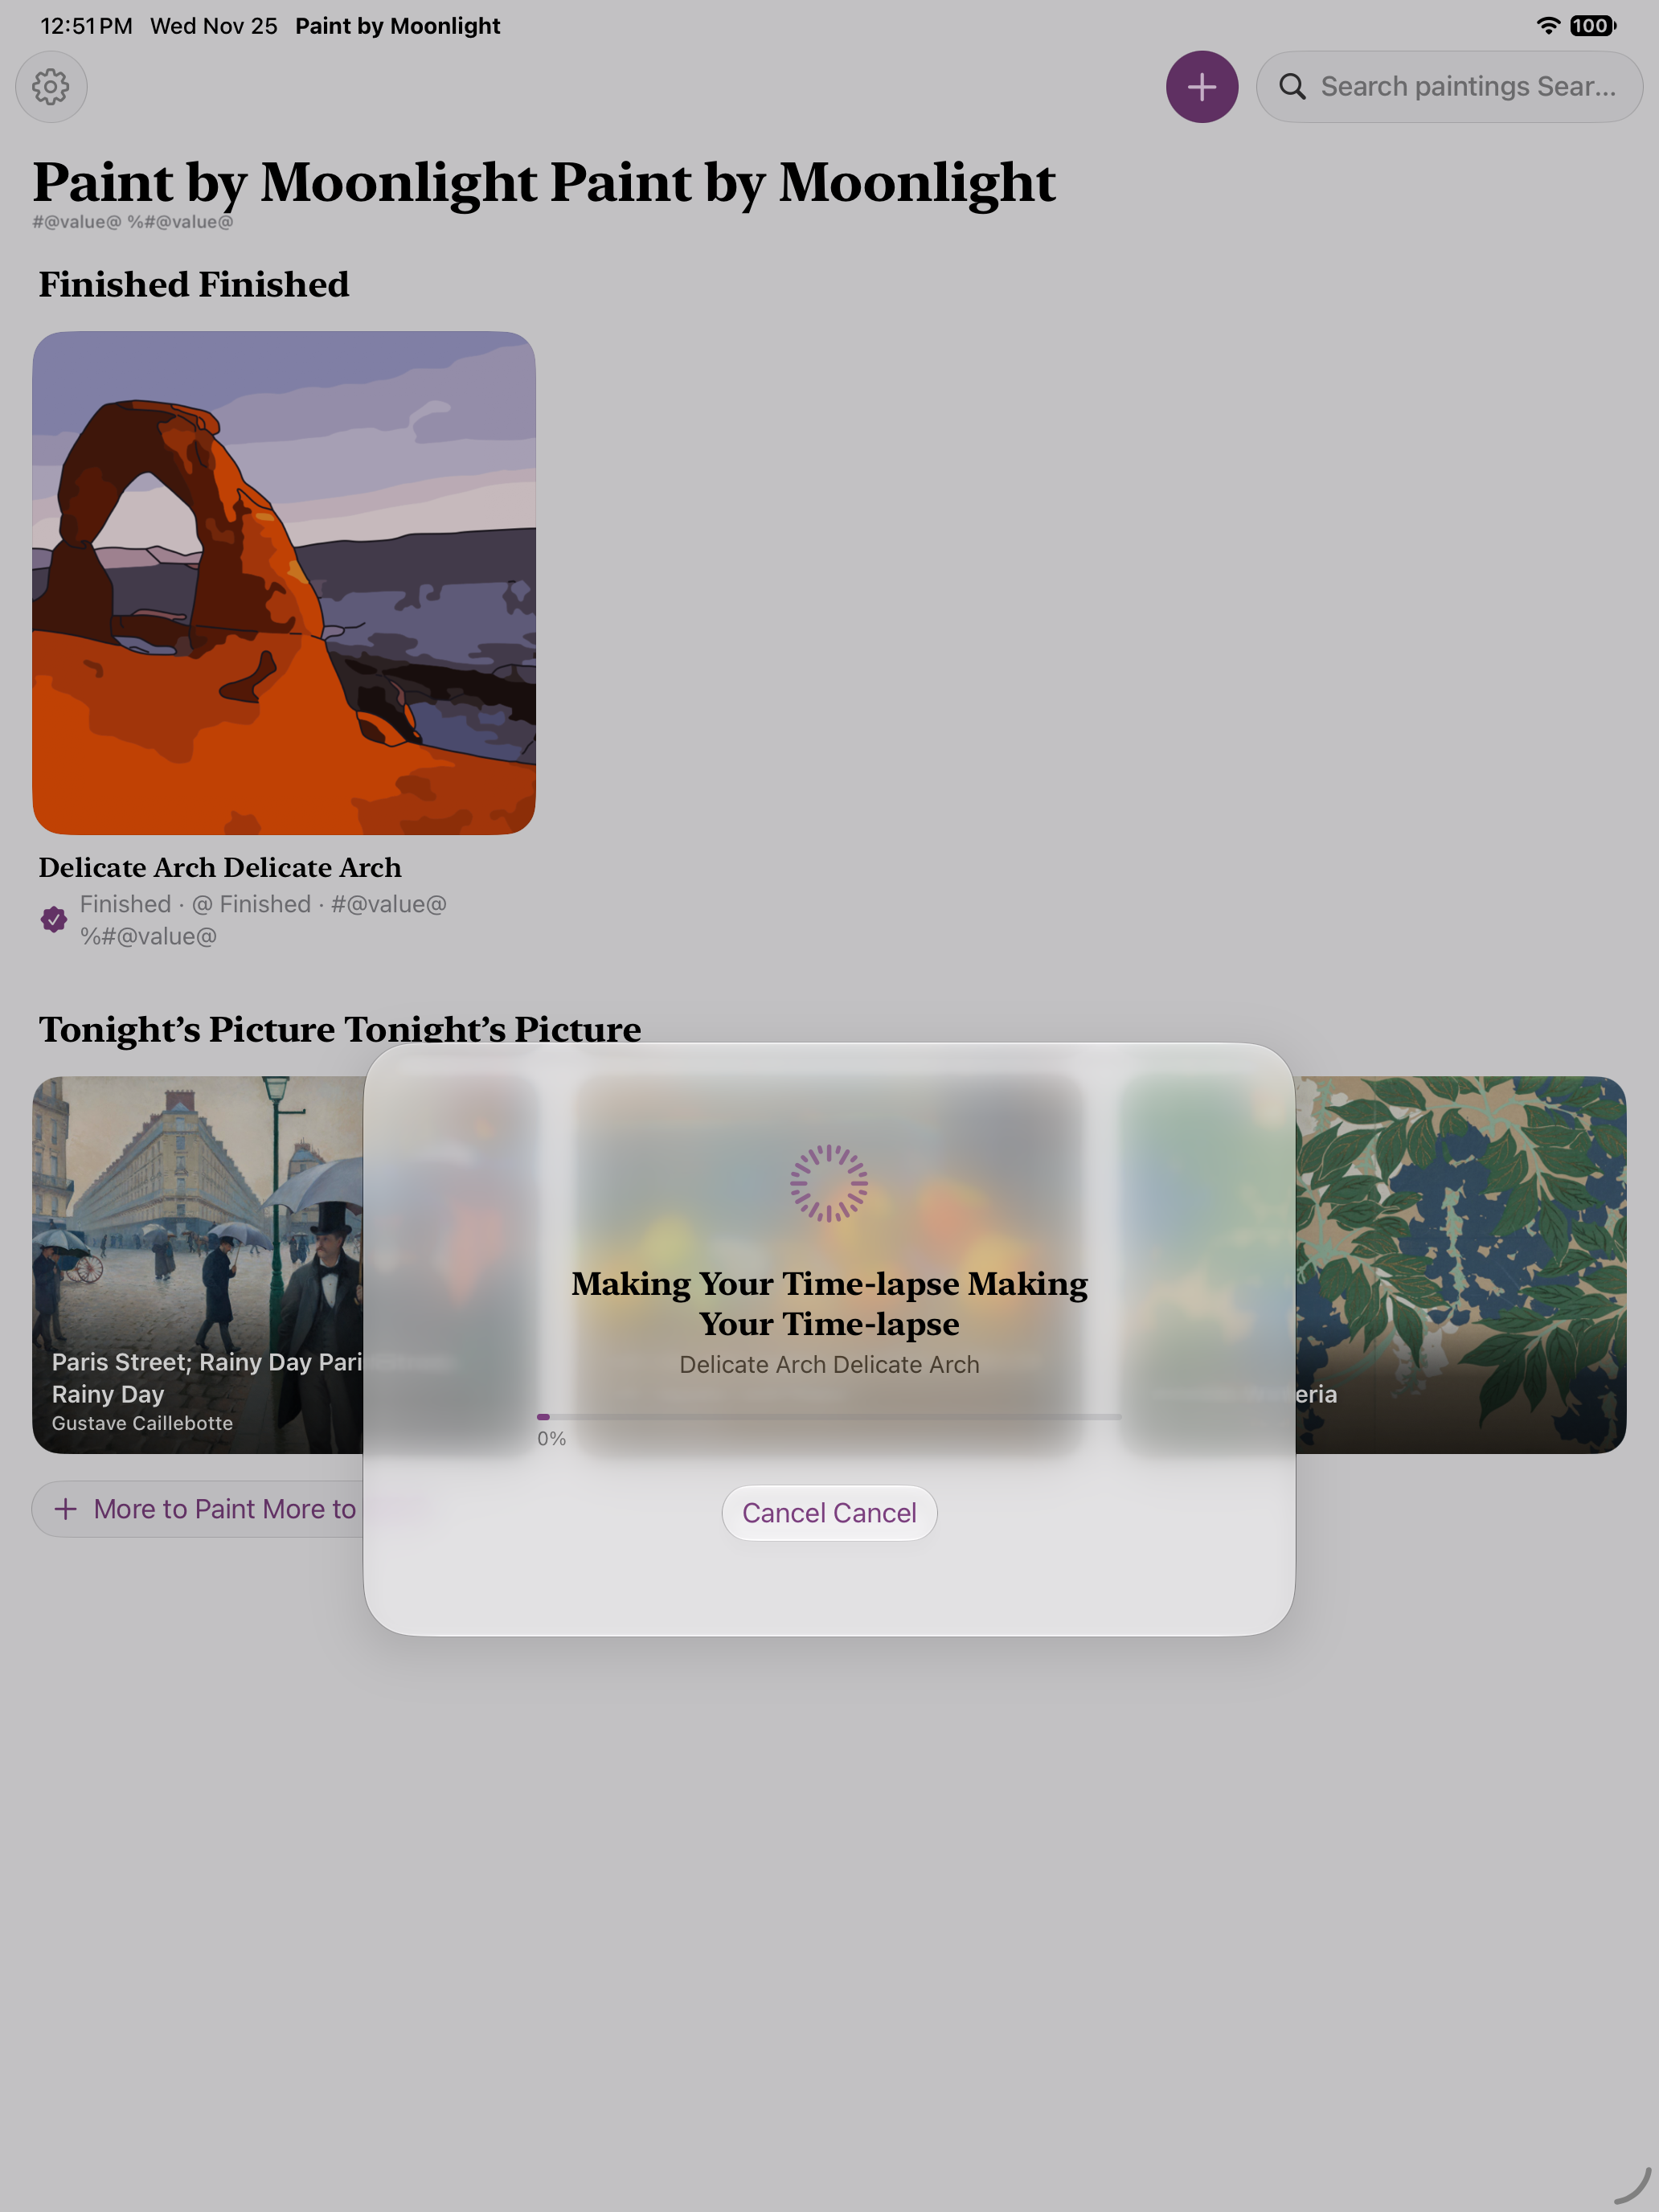 12:51 PM Wed Nov 25 Paint by Moonlight 100
Search paintings Sear...
Paint by Moonlight Paint by Moonlight
#@value@ %#@value@
Finished Finished
Delicate Arch Delicate Arch
Finished · @ Finished · #@value@
%#@value@
Tonight’s Picture Tonight’s Picture
Paris Street; Rainy Day Pari
Rainy Day
Gustave Caillebotte
eria
Making Your Time-lapse Making
Your Time-lapse
Delicate Arch Delicate Arch
0%
Cancel Cancel
More to Paint More to